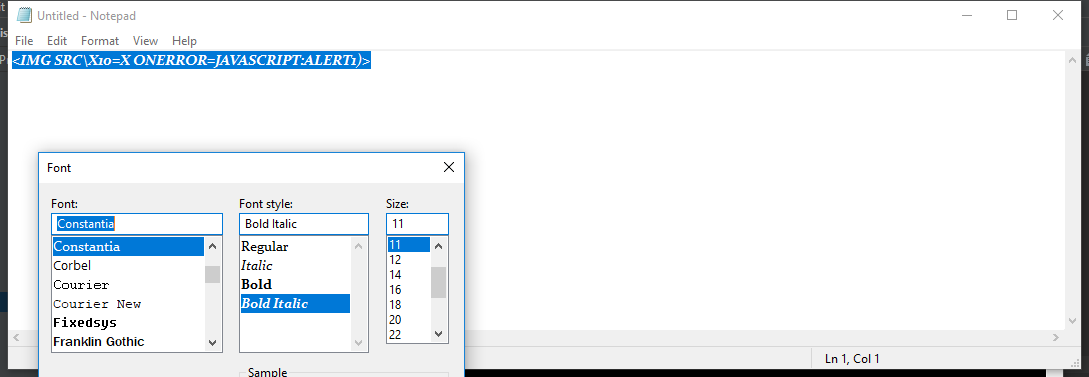 Untitled - Notepad
File Edit Format View Help
<IMG SRC\X10=X ONERROR=JAVASCRIPT:ALERT1)>
Font
Font: Font style: Size:
Constantia Bold Italic 11
Constantia Regular 11
Corbel Italic 12
Courier Bold 14
Courier New Bold Italic 16
Fixedsys 18
Franklin Gothic 20
22
Sample
Ln 1, Col 1